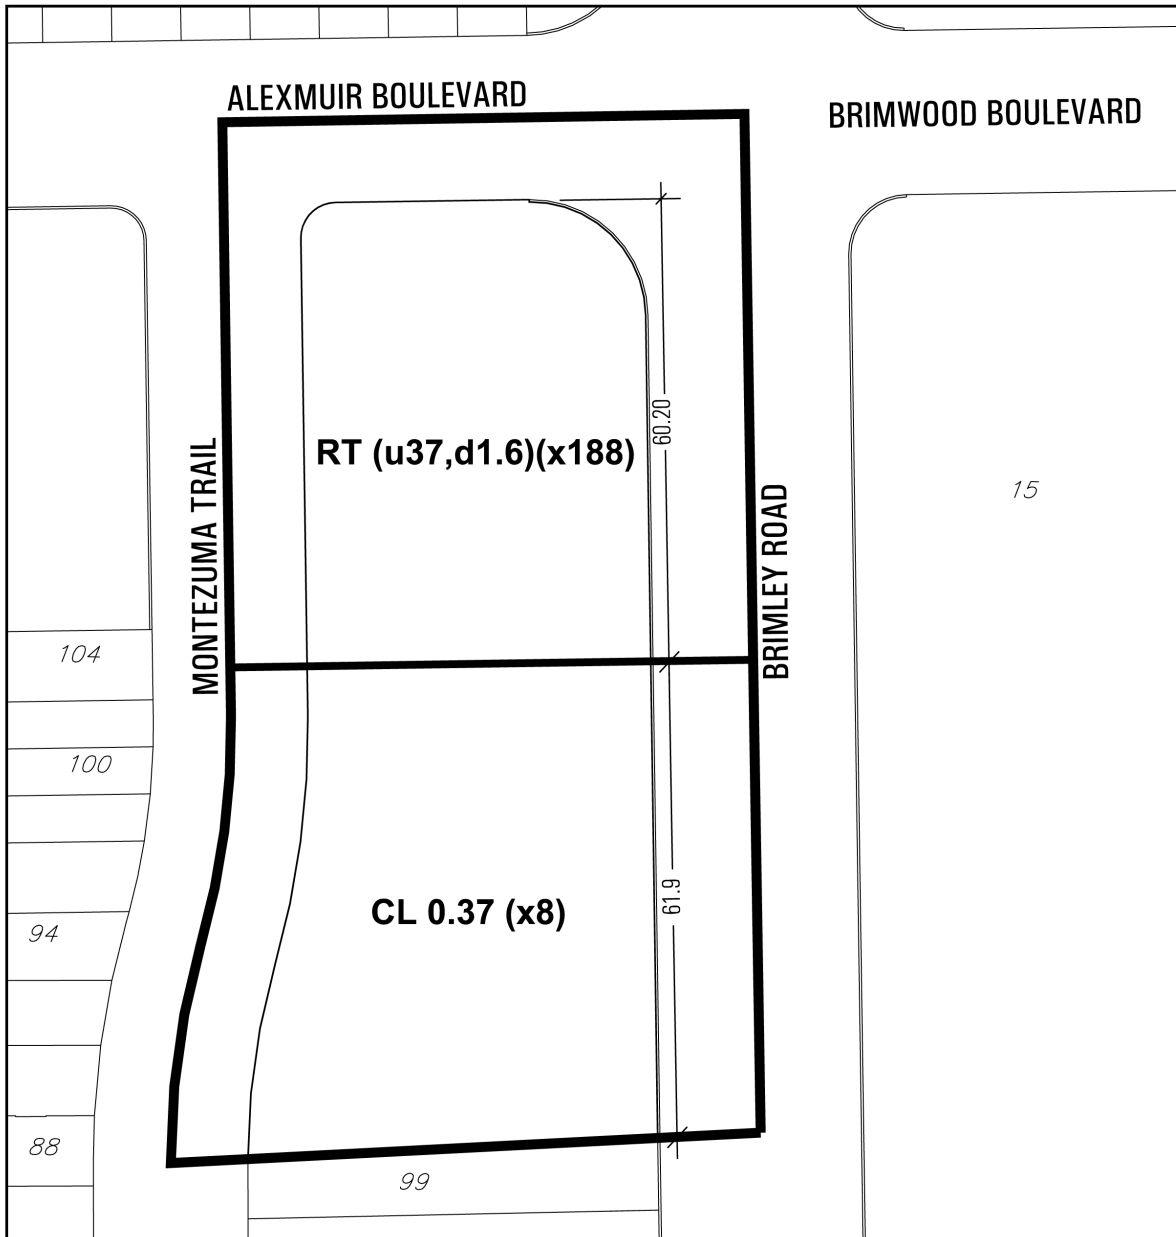 ALEXMUIR BOULEVARD
BRIMWOOD BOULEVARD
60.20
RT (u37,d1.6)(x188)
MONTEZUMA TRAIL
BRIMLEY ROAD
15
104
100
61.9
CL 0.37 (x8)
94
88
99